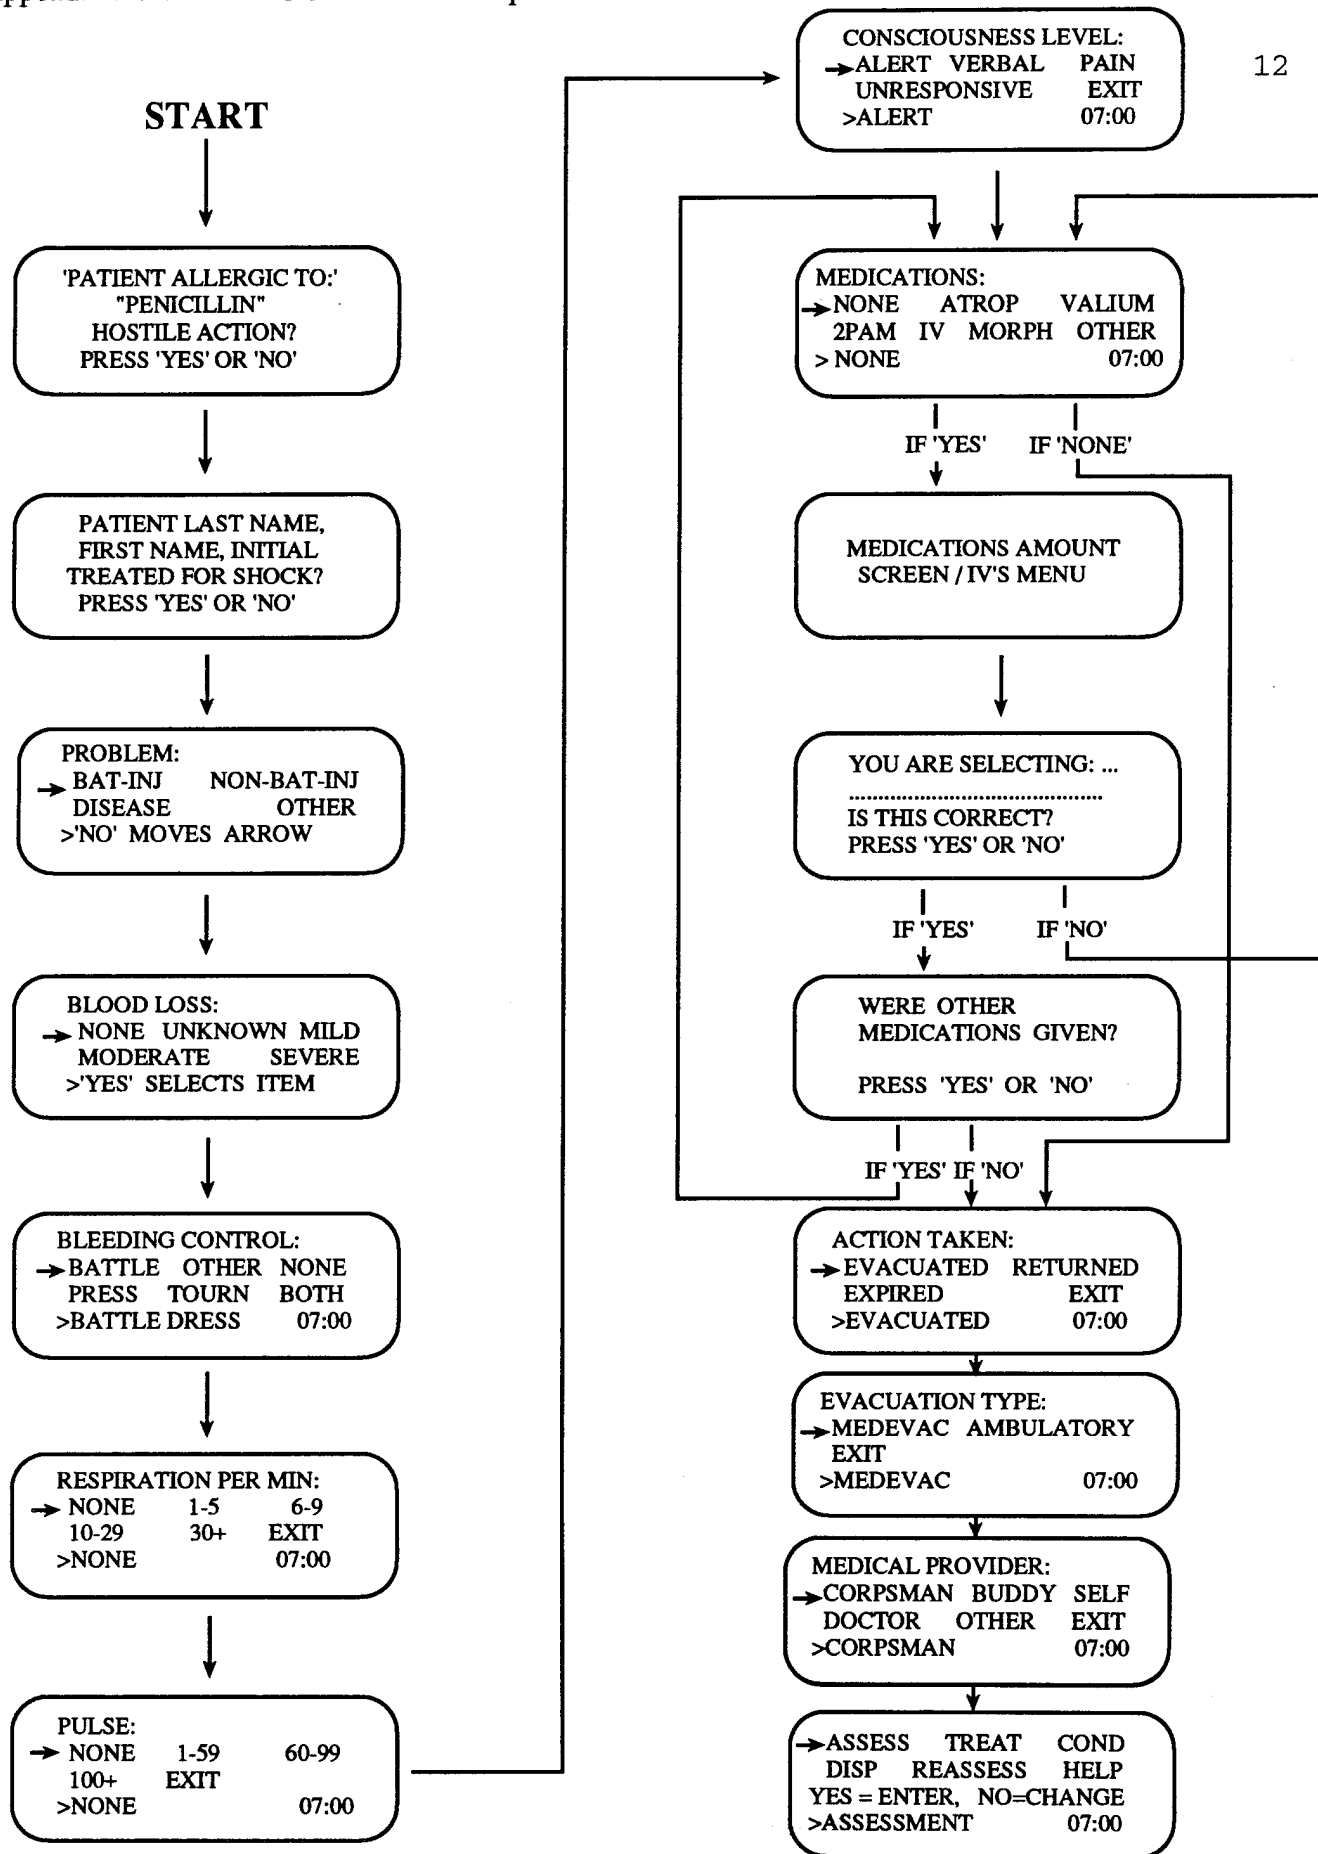 12
START
'PATIENT ALLERGIC TO:'
"PENICILLIN"
HOSTILE ACTION?
PRESS 'YES' OR 'NO'
PATIENT LAST NAME,
FIRST NAME, INITIAL
TREATED FOR SHOCK?
PRESS 'YES' OR 'NO'
PROBLEM:
BAT-INJ NON-BAT-INJ
DISEASE OTHER
>'NO' MOVES ARROW
BLOOD LOSS:
NONE UNKNOWN MILD
MODERATE SEVERE
>'YES' SELECTS ITEM
BLEEDING CONTROL:
BATTLE OTHER NONE
PRESS TOURN BOTH
>BATTLE DRESS 07:00
RESPIRATION PER MIN:
NONE 1-5 6-9
10-29 30+ EXIT
>NONE 07:00
PULSE:
NONE 1-59 60-99
100+ EXIT
>NONE 07:00
CONSCIOUSNESS LEVEL:
ALERT VERBAL PAIN
UNRESPONSIVE EXIT
>ALERT 07:00
MEDICATIONS:
NONE ATROP VALIUM
2PAM IV MORPH OTHER
> NONE 07:00
IF 'YES' IF 'NONE'
MEDICATIONS AMOUNT
SCREEN / IV'S MENU
YOU ARE SELECTING: ...
..........................................
IS THIS CORRECT?
PRESS 'YES' OR 'NO'
IF 'YES' IF 'NO'
WERE OTHER
MEDICATIONS GIVEN?
PRESS 'YES' OR 'NO'
IF 'YES' IF 'NO'
ACTION TAKEN:
EVACUATED RETURNED
EXPIRED EXIT
>EVACUATED 07:00
EVACUATION TYPE:
MEDEVAC AMBULATORY
EXIT
>MEDEVAC 07:00
MEDICAL PROVIDER:
CORPSMAN BUDDY SELF
DOCTOR OTHER EXIT
>CORPSMAN 07:00
ASSESS TREAT COND
DISP REASSESS HELP
YES = ENTER, NO=CHANGE
>ASSESSMENT 07:00